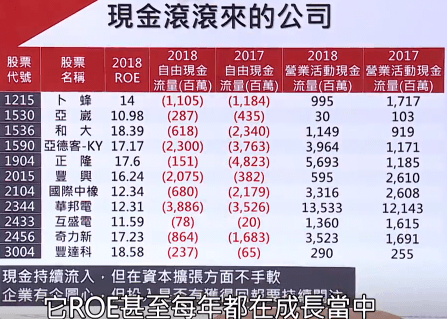 現金滾滾來的公司
股票代號 股票名稱 2018 ROE 2018 自由現金流量(百萬) 2017 自由現金流量(百萬) 2018 營業活動現金流量(百萬) 2017 營業活動現金流量(百萬)
1215 卜蜂 14 (1,105) (1,184) 995 1,717
1530 亞崴 10.98 (287) (435) 30 103
1536 和大 18.39 (618) (2,340) 1,149 919
1590 亞德客-KY 17.17 (2,300) (3,763) 3,964 1,171
1904 正隆 17.6 (151) (4,823) 5,693 1,185
2015 豐興 16.24 (2,075) (382) 595 2,610
2104 國際中橡 12.34 (680) (2,179) 3,316 2,608
2344 華邦電 12.31 (3,886) (3,526) 13,533 12,143
2433 互盛電 11.59 (78) (20) 1,360 1,615
2456 奇力新 17.23 (864) (1,683) 3,523 1,691
3004 豐達科 18.58 (237) (65) 290 255
現金持續流入，但在資本擴張方面不手軟
企業有企圖心，但投入是否有獲得回報要持續關注
它ROE甚至每年都在成長當中